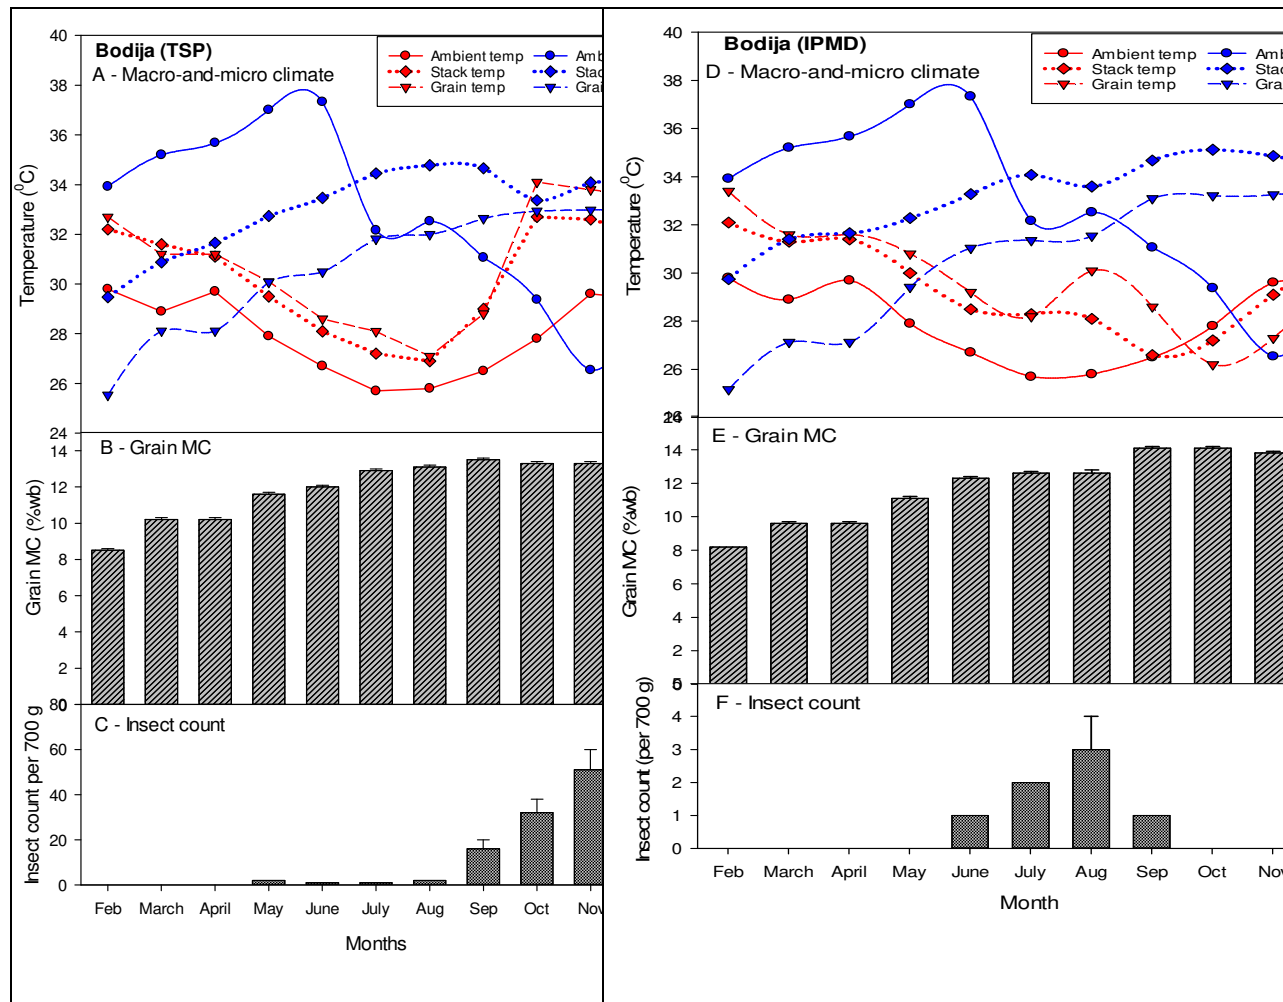 Bodija (TSP)
A - Macro-and-micro climate
Ambient temp
Stack temp
Grain temp
Temperature (⁰C)
40
38
36
34
32
30
28
26
24
B - Grain MC
Grain MC (%wb)
14
12
10
8
6
4
2
0
C - Insect count
Insect count per 700 g
80
60
40
20
0
Feb March April May June July Aug Sep Oct Nov
Months
Bodija (IPMD)
D - Macro-and-micro climate
Ambient temp
Stack temp
Grain temp
Temperature (⁰C)
40
38
36
34
32
30
28
26
24
E - Grain MC
Grain MC (%wb)
14
12
10
8
6
4
2
F - Insect count
Insect count (per 700 g)
5
4
3
2
1
0
Feb March April May June July Aug Sep Oct
Month